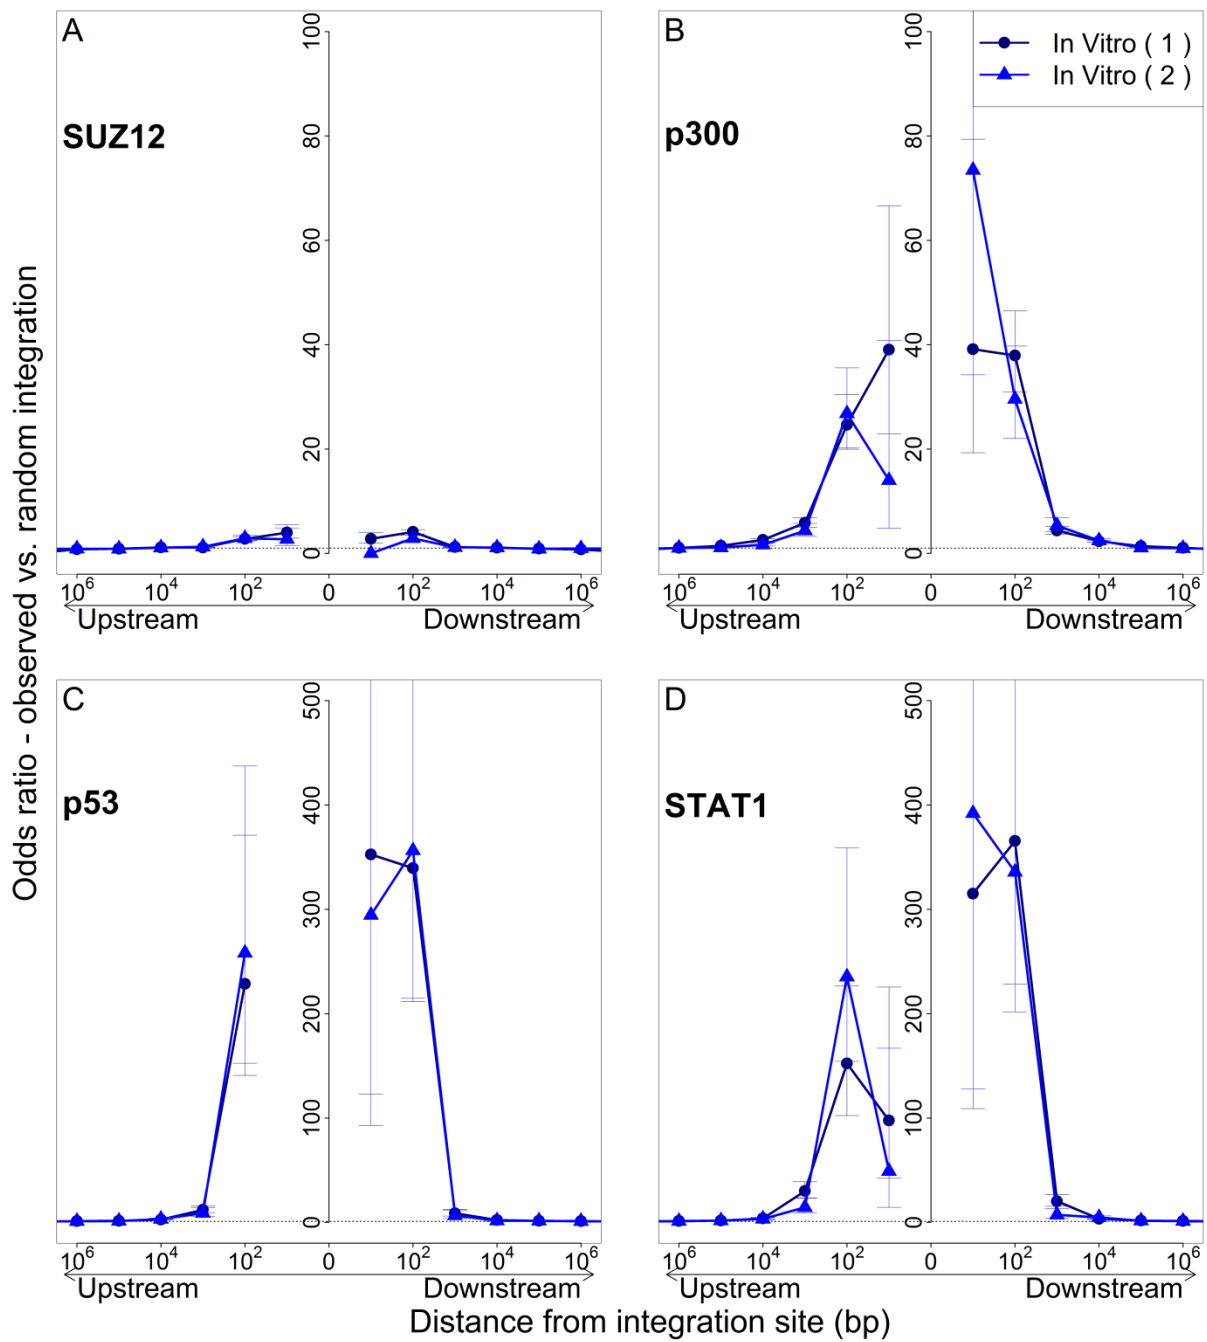 A
SUZ12
100
80
60
40
20
0
10^6 10^4 10^2 0 10^2 10^4 10^6
Upstream Downstream
B
p300
In Vitro ( 1 )
In Vitro ( 2 )
100
80
60
40
20
0
10^6 10^4 10^2 0 10^2 10^4 10^6
Upstream Downstream
Odds ratio - observed vs. random integration
C
p53
500
400
300
200
100
0
10^6 10^4 10^2 0 10^2 10^4 10^6
Upstream Downstream
D
STAT1
500
400
300
200
100
0
10^6 10^4 10^2 0 10^2 10^4 10^6
Upstream Downstream
Distance from integration site (bp)